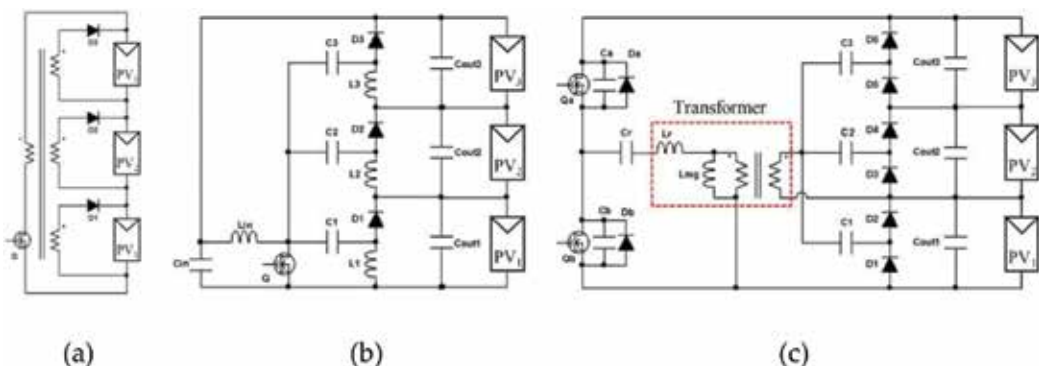 D3
PV3
D2
PV2
D1
PV1
(a)
D3
C3
L3
Cout3
PV3
D2
C2
L2
Cout2
PV2
D1
Lin
C1
L1
Cout1
Cin
Q
PV1
(b)
Ca
Da
Qa
Transformer
Cr
Lr
Lmg
Cb
Db
Qb
D6
C3
D5
Cout3
PV3
D4
C2
D3
Cout2
PV2
D2
C1
D1
Cout1
PV1
(c)